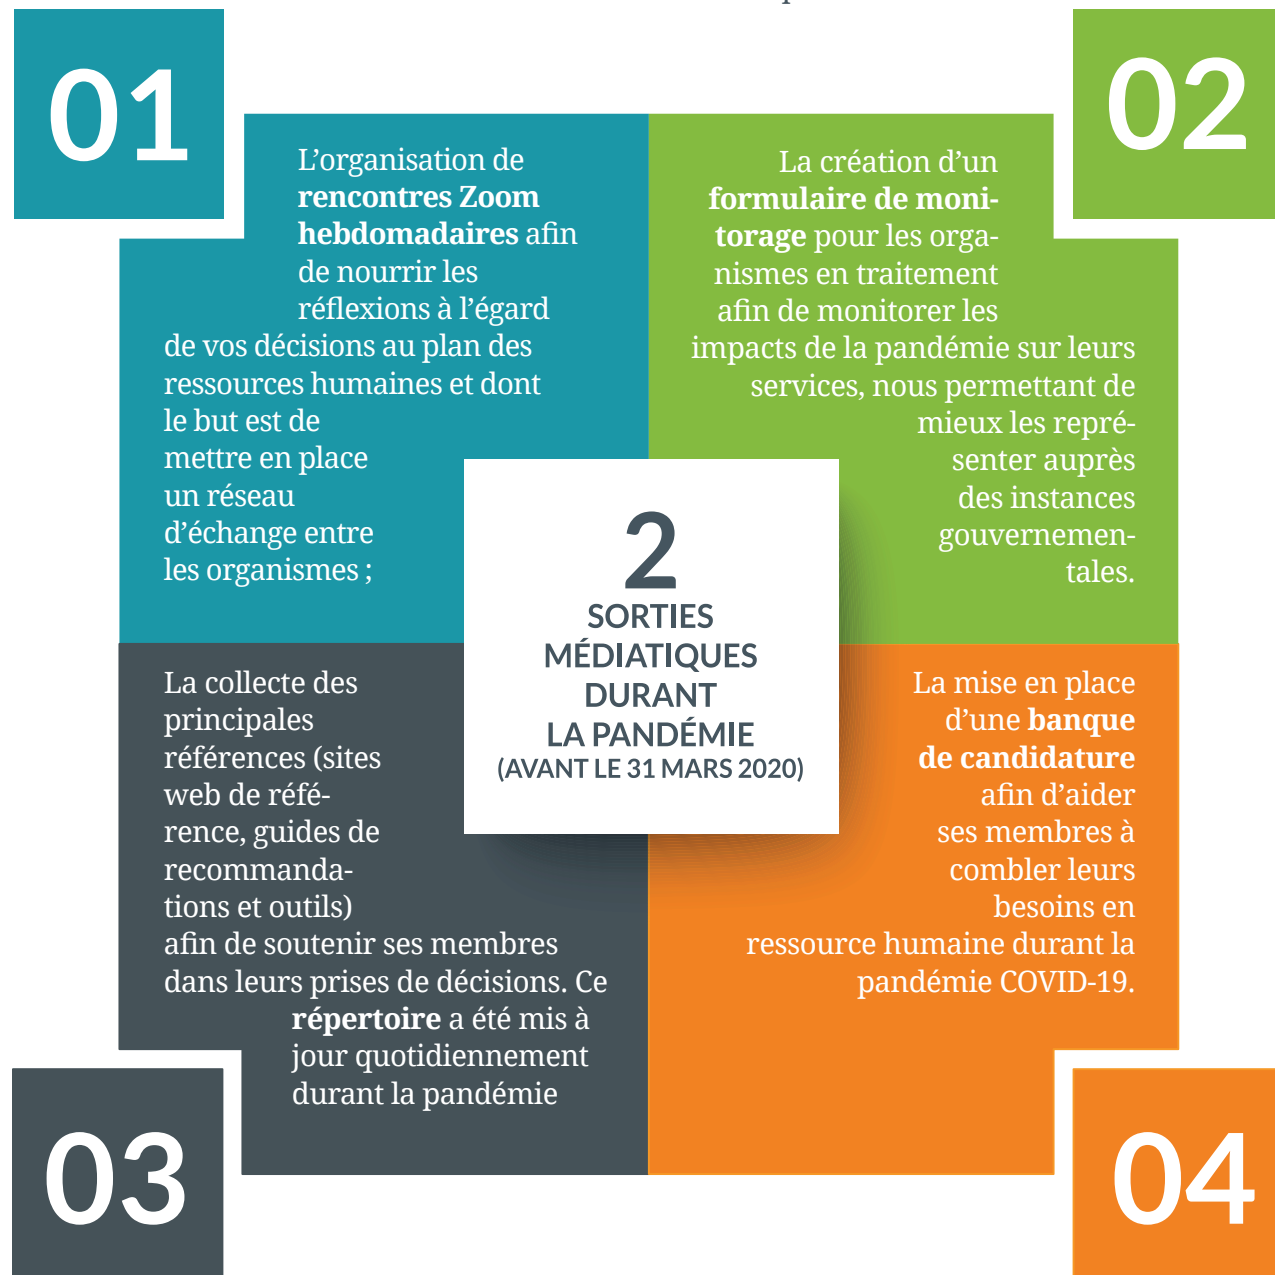 01
L’organisation de
rencontres Zoom
hebdomadaires afin
de nourrir les
réflexions à l’égard
de vos décisions au plan des
ressources humaines et dont
le but est de
mettre en place
un réseau
d’échange entre
les organismes ;
02
La création d’un
formulaire de moni-
torage pour les orga-
nismes en traitement
afin de monitorer les
impacts de la pandémie sur leurs
services, nous permettant de
mieux les repré-
senter auprès
des instances
gouvernemen-
tales.
2
SORTIES
MÉDIATIQUES
DURANT
LA PANDÉMIE
(AVANT LE 31 MARS 2020)
La collecte des
principales
références (sites
web de réfé-
rence, guides de
recommanda-
tions et outils)
afin de soutenir ses membres
dans leurs prises de décisions. Ce
répertoire a été mis à
jour quotidiennement
durant la pandémie
03
La mise en place
d’une banque
de candidature
afin d’aider
ses membres à
combler leurs
besoins en
ressource humaine durant la
pandémie COVID-19.
04